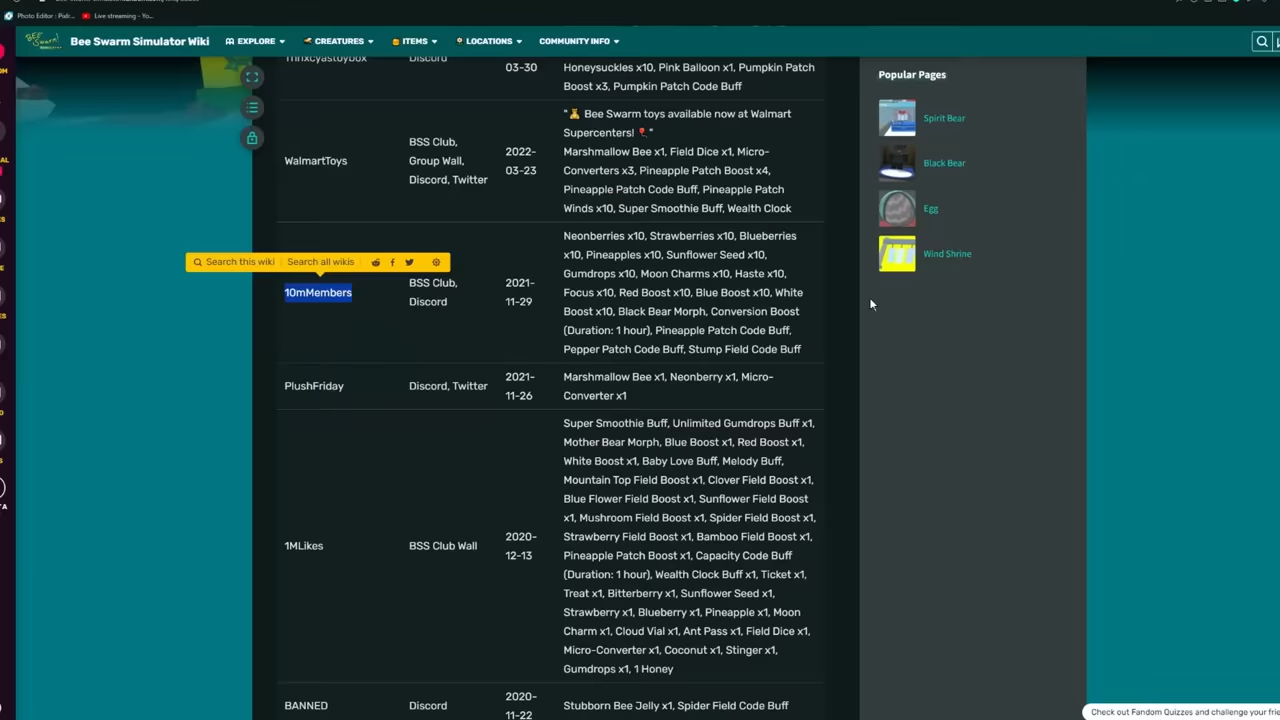 Photo Editor : Pixlr...
Live streaming - Yo...
Bee Swarm Simulator Wiki
EXPLORE
CREATURES
ITEMS
LOCATIONS
COMMUNITY INFO
Discord
2022-
03-30
Honeysuckles x10, Pink Balloon x1, Pumpkin Patch
Boost x3, Pumpkin Patch Code Buff
WalmartToys
BSS Club,
Group Wall,
Discord, Twitter
2022-
03-23
"🧸 Bee Swarm toys available now at Walmart
Supercenters! 🎈"
Marshmallow Bee x1, Field Dice x1, Micro-
Converters x3, Pineapple Patch Boost x4,
Pineapple Patch Code Buff, Pineapple Patch
Winds x10, Super Smoothie Buff, Wealth Clock
Search this wiki
Search all wikis
10mMembers
BSS Club,
Discord
2021-
11-29
Neonberries x10, Strawberries x10, Blueberries
x10, Pineapples x10, Sunflower Seed x10,
Gumdrops x10, Moon Charms x10, Haste x10,
Focus x10, Red Boost x10, Blue Boost x10, White
Boost x10, Black Bear Morph, Conversion Boost
(Duration: 1 hour), Pineapple Patch Code Buff,
Pepper Patch Code Buff, Stump Field Code Buff
PlushFriday
Discord, Twitter
2021-
11-26
Marshmallow Bee x1, Neonberry x1, Micro-
Converter x1
1MLikes
BSS Club Wall
2020-
12-13
Super Smoothie Buff, Unlimited Gumdrops Buff x1,
Mother Bear Morph, Blue Boost x1, Red Boost x1,
White Boost x1, Baby Love Buff, Melody Buff,
Mountain Top Field Boost x1, Clover Field Boost x1,
Blue Flower Field Boost x1, Sunflower Field Boost
x1, Mushroom Field Boost x1, Spider Field Boost x1,
Strawberry Field Boost x1, Bamboo Field Boost x1,
Pineapple Patch Boost x1, Capacity Code Buff
(Duration: 1 hour), Wealth Clock Buff x1, Ticket x1,
Treat x1, Bitterberry x1, Sunflower Seed x1,
Strawberry x1, Blueberry x1, Pineapple x1, Moon
Charm x1, Cloud Vial x1, Ant Pass x1, Field Dice x1,
Micro-Converter x1, Coconut x1, Stinger x1,
Gumdrops x1, 1 Honey
BANNED
Discord
2020-
11-22
Stubborn Bee Jelly x1, Spider Field Code Buff
Popular Pages
Spirit Bear
Black Bear
Egg
Wind Shrine
Check out Fandom Quizzes and challenge your frie